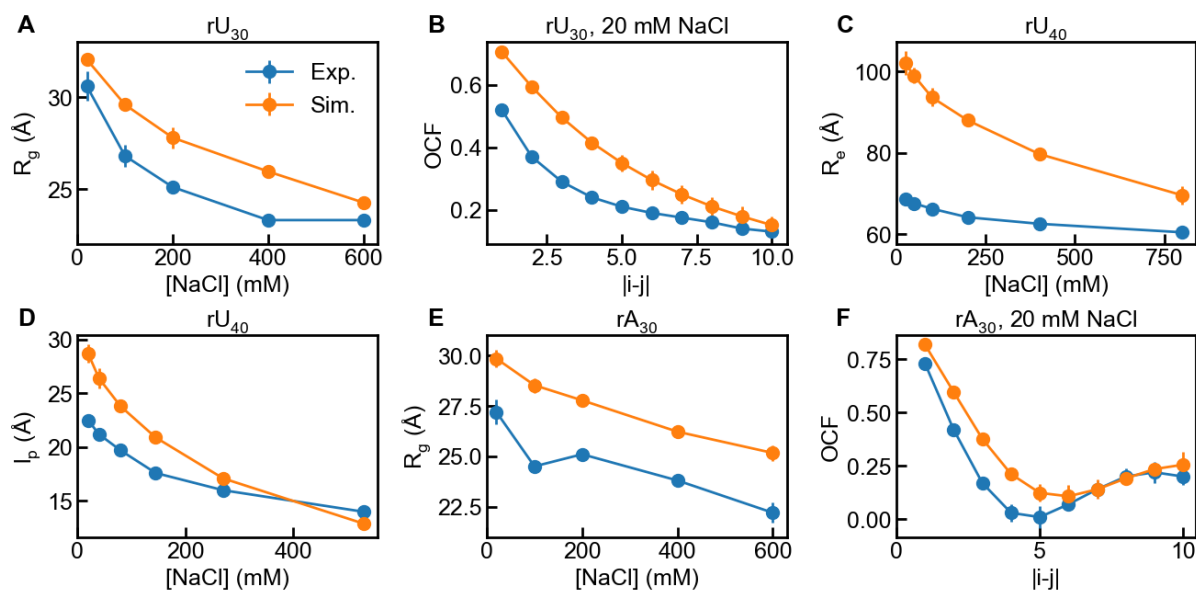 A
rU₃₀
Exp.
Sim.
30
25
R_g (Å)
0
200
400
600
[NaCl] (mM)
B
rU₃₀, 20 mM NaCl
0.6
0.4
0.2
OCF
2.5
5.0
7.5
10.0
|i-j|
C
rU₄₀
100
80
60
R_e (Å)
0
250
500
750
[NaCl] (mM)
D
rU₄₀
30
25
20
15
l_p (Å)
0
200
400
[NaCl] (mM)
E
rA₃₀
30.0
27.5
25.0
22.5
R_g (Å)
0
200
400
600
[NaCl] (mM)
F
rA₃₀, 20 mM NaCl
0.75
0.50
0.25
0.00
OCF
0
5
10
|i-j|